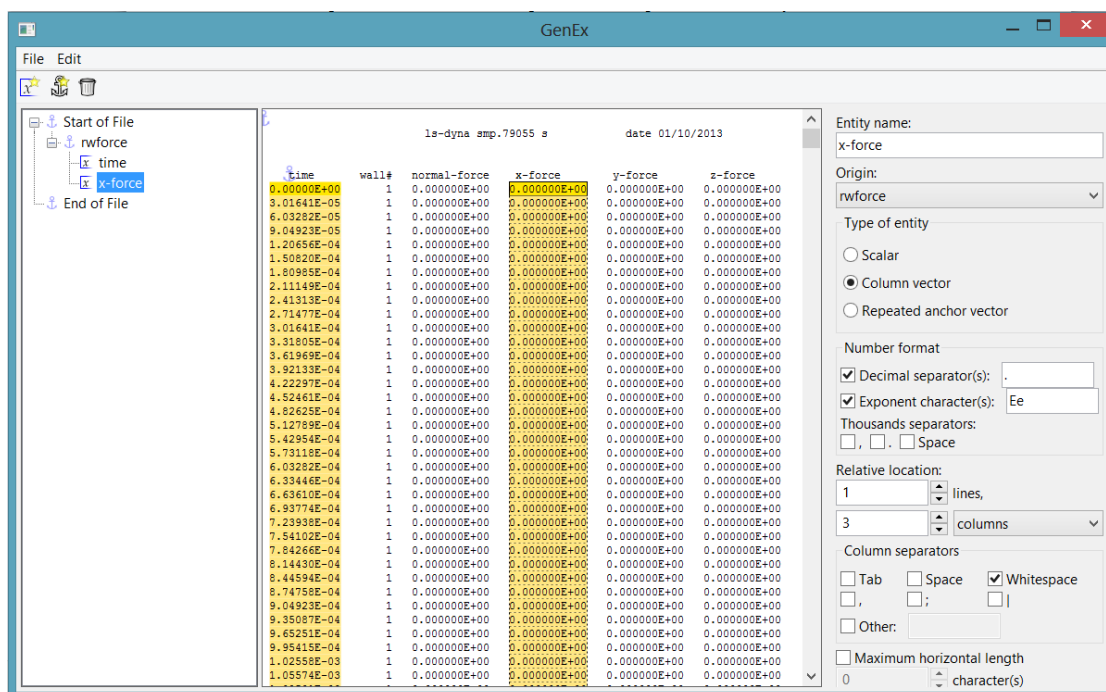 GenEx
File Edit
Start of File
rwforce
time
x-force
End of File
ls-dyna smp.79055 s date 01/10/2013
time wall# normal-force x-force y-force z-force
0.00000E+00 1 0.000000E+00 0.000000E+00 0.000000E+00 0.000000E+00
3.01641E-05 1 0.000000E+00 0.000000E+00 0.000000E+00 0.000000E+00
6.03282E-05 1 0.000000E+00 0.000000E+00 0.000000E+00 0.000000E+00
9.04923E-05 1 0.000000E+00 0.000000E+00 0.000000E+00 0.000000E+00
1.20656E-04 1 0.000000E+00 0.000000E+00 0.000000E+00 0.000000E+00
1.50820E-04 1 0.000000E+00 0.000000E+00 0.000000E+00 0.000000E+00
1.80985E-04 1 0.000000E+00 0.000000E+00 0.000000E+00 0.000000E+00
2.11149E-04 1 0.000000E+00 0.000000E+00 0.000000E+00 0.000000E+00
2.41313E-04 1 0.000000E+00 0.000000E+00 0.000000E+00 0.000000E+00
2.71477E-04 1 0.000000E+00 0.000000E+00 0.000000E+00 0.000000E+00
3.01641E-04 1 0.000000E+00 0.000000E+00 0.000000E+00 0.000000E+00
3.31805E-04 1 0.000000E+00 0.000000E+00 0.000000E+00 0.000000E+00
3.61969E-04 1 0.000000E+00 0.000000E+00 0.000000E+00 0.000000E+00
3.92133E-04 1 0.000000E+00 0.000000E+00 0.000000E+00 0.000000E+00
4.22297E-04 1 0.000000E+00 0.000000E+00 0.000000E+00 0.000000E+00
4.52461E-04 1 0.000000E+00 0.000000E+00 0.000000E+00 0.000000E+00
4.82625E-04 1 0.000000E+00 0.000000E+00 0.000000E+00 0.000000E+00
5.12789E-04 1 0.000000E+00 0.000000E+00 0.000000E+00 0.000000E+00
5.42954E-04 1 0.000000E+00 0.000000E+00 0.000000E+00 0.000000E+00
5.73118E-04 1 0.000000E+00 0.000000E+00 0.000000E+00 0.000000E+00
6.03282E-04 1 0.000000E+00 0.000000E+00 0.000000E+00 0.000000E+00
6.33446E-04 1 0.000000E+00 0.000000E+00 0.000000E+00 0.000000E+00
6.63610E-04 1 0.000000E+00 0.000000E+00 0.000000E+00 0.000000E+00
6.93774E-04 1 0.000000E+00 0.000000E+00 0.000000E+00 0.000000E+00
7.23938E-04 1 0.000000E+00 0.000000E+00 0.000000E+00 0.000000E+00
7.54102E-04 1 0.000000E+00 0.000000E+00 0.000000E+00 0.000000E+00
7.84266E-04 1 0.000000E+00 0.000000E+00 0.000000E+00 0.000000E+00
8.14430E-04 1 0.000000E+00 0.000000E+00 0.000000E+00 0.000000E+00
8.44594E-04 1 0.000000E+00 0.000000E+00 0.000000E+00 0.000000E+00
8.74758E-04 1 0.000000E+00 0.000000E+00 0.000000E+00 0.000000E+00
9.04923E-04 1 0.000000E+00 0.000000E+00 0.000000E+00 0.000000E+00
9.35087E-04 1 0.000000E+00 0.000000E+00 0.000000E+00 0.000000E+00
9.65251E-04 1 0.000000E+00 0.000000E+00 0.000000E+00 0.000000E+00
9.95415E-04 1 0.000000E+00 0.000000E+00 0.000000E+00 0.000000E+00
1.02558E-03 1 0.000000E+00 0.000000E+00 0.000000E+00 0.000000E+00
1.05574E-03 1 0.000000E+00 0.000000E+00 0.000000E+00 0.000000E+00
Entity name:
x-force
Origin:
rwforce
Type of entity
Scalar
Column vector
Repeated anchor vector
Number format
Decimal separator(s): .
Exponent character(s): Ee
Thousands separators:
, . Space
Relative location:
1 lines,
3 columns
Column separators
Tab Space Whitespace
, ; |
Other:
Maximum horizontal length
0 character(s)